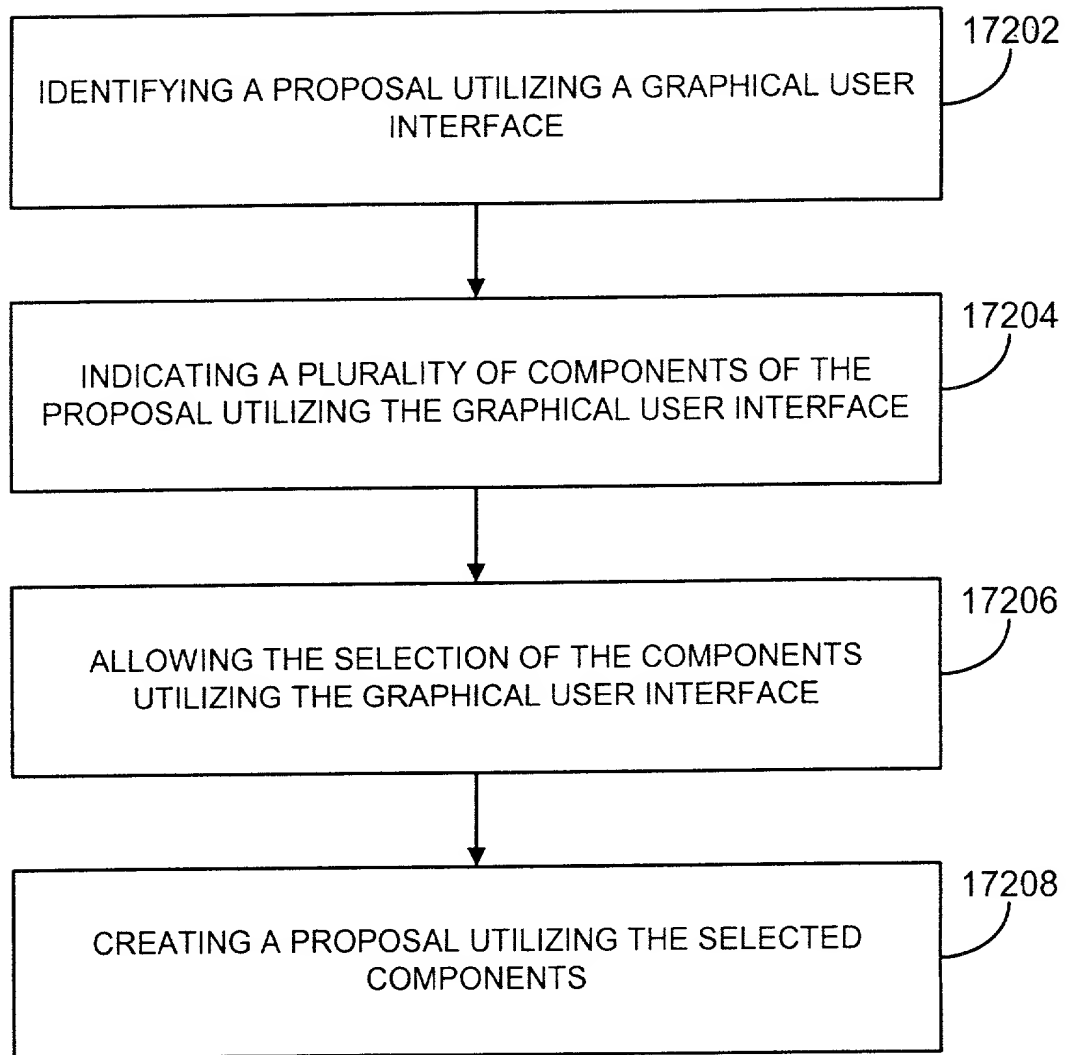 17202
IDENTIFYING A PROPOSAL UTILIZING A GRAPHICAL USER
INTERFACE
17204
INDICATING A PLURALITY OF COMPONENTS OF THE
PROPOSAL UTILIZING THE GRAPHICAL USER INTERFACE
17206
ALLOWING THE SELECTION OF THE COMPONENTS
UTILIZING THE GRAPHICAL USER INTERFACE
17208
CREATING A PROPOSAL UTILIZING THE SELECTED
COMPONENTS